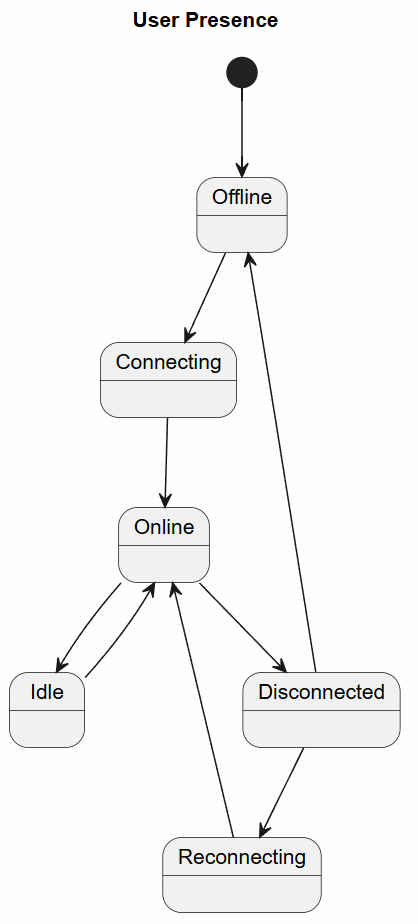 User Presence
Offline
Connecting
Online
Idle
Disconnected
Reconnecting